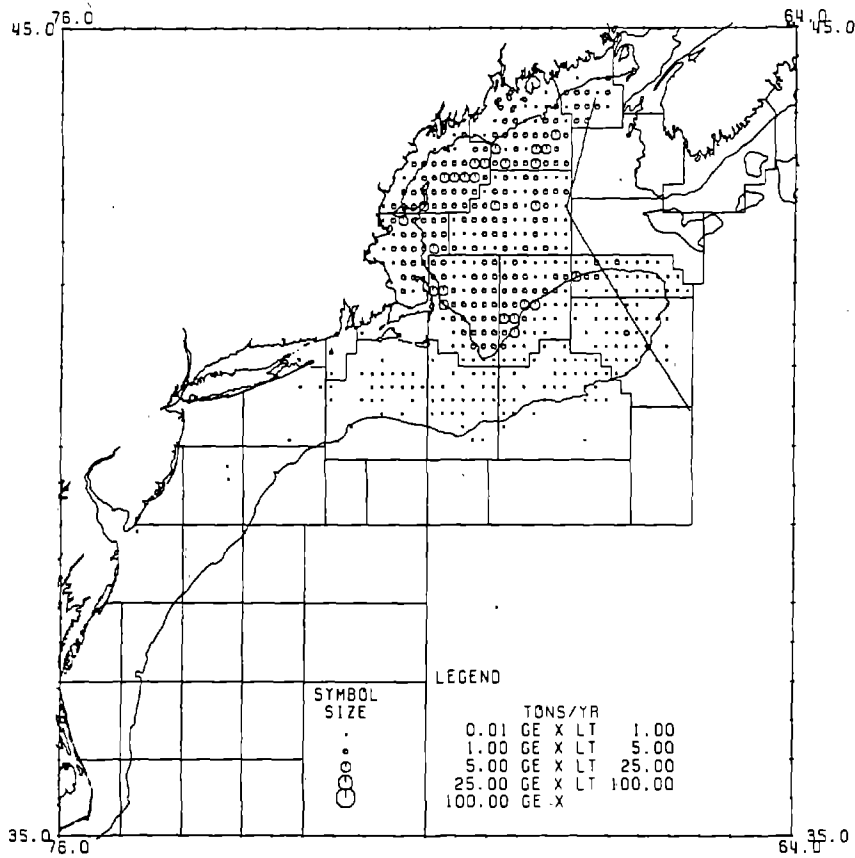 76.0 64.0
45.0 45.0
LEGEND
SYMBOL
SIZE
TONS/YR
0.01 GE X LT 1.00
1.00 GE X LT 5.00
5.00 GE X LT 25.00
25.00 GE X LT 100.00
100.00 GE X
35.0 35.0
76.0 64.0